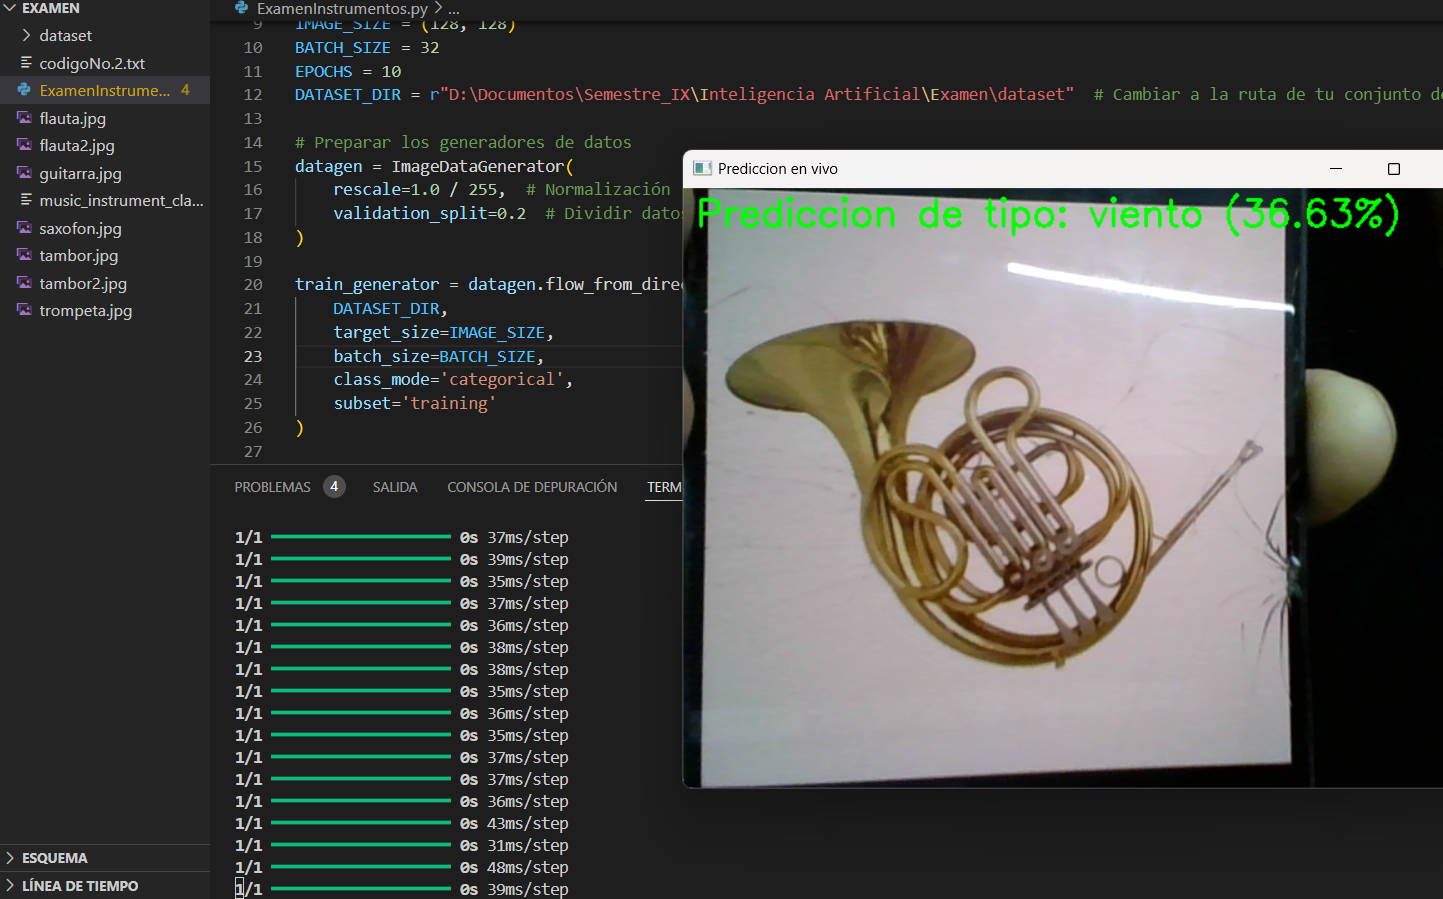 EXAMEN
dataset
codigoNo.2.txt
ExamenInstrume... 4
flauta.jpg
flauta2.jpg
guitarra.jpg
music_instrument_cla...
saxofon.jpg
tambor.jpg
tambor2.jpg
trompeta.jpg
ESQUEMA
LÍNEA DE TIEMPO
ExamenInstrumentos.py > ...
9 IMAGE_SIZE = (128, 128)
10 BATCH_SIZE = 32
11 EPOCHS = 10
12 DATASET_DIR = r"D:\Documentos\Semestre_IX\Inteligencia Artificial\Examen\dataset" # Cambiar a la ruta de tu conjunto de
13
14 # Preparar los generadores de datos
15 datagen = ImageDataGenerator(
16 rescale=1.0 / 255, # Normalización
17 validation_split=0.2 # Dividir datos
18 )
19
20 train_generator = datagen.flow_from_direc
21 DATASET_DIR,
22 target_size=IMAGE_SIZE,
23 batch_size=BATCH_SIZE,
24 class_mode='categorical',
25 subset='training'
26 )
27
PROBLEMAS 4 SALIDA CONSOLA DE DEPURACIÓN TERM
1/1 0s 37ms/step
1/1 0s 39ms/step
1/1 0s 35ms/step
1/1 0s 37ms/step
1/1 0s 36ms/step
1/1 0s 38ms/step
1/1 0s 38ms/step
1/1 0s 35ms/step
1/1 0s 36ms/step
1/1 0s 35ms/step
1/1 0s 37ms/step
1/1 0s 37ms/step
1/1 0s 36ms/step
1/1 0s 43ms/step
1/1 0s 31ms/step
1/1 0s 48ms/step
1/1 0s 39ms/step
Prediccion en vivo
Prediccion de tipo: viento (36.63%)